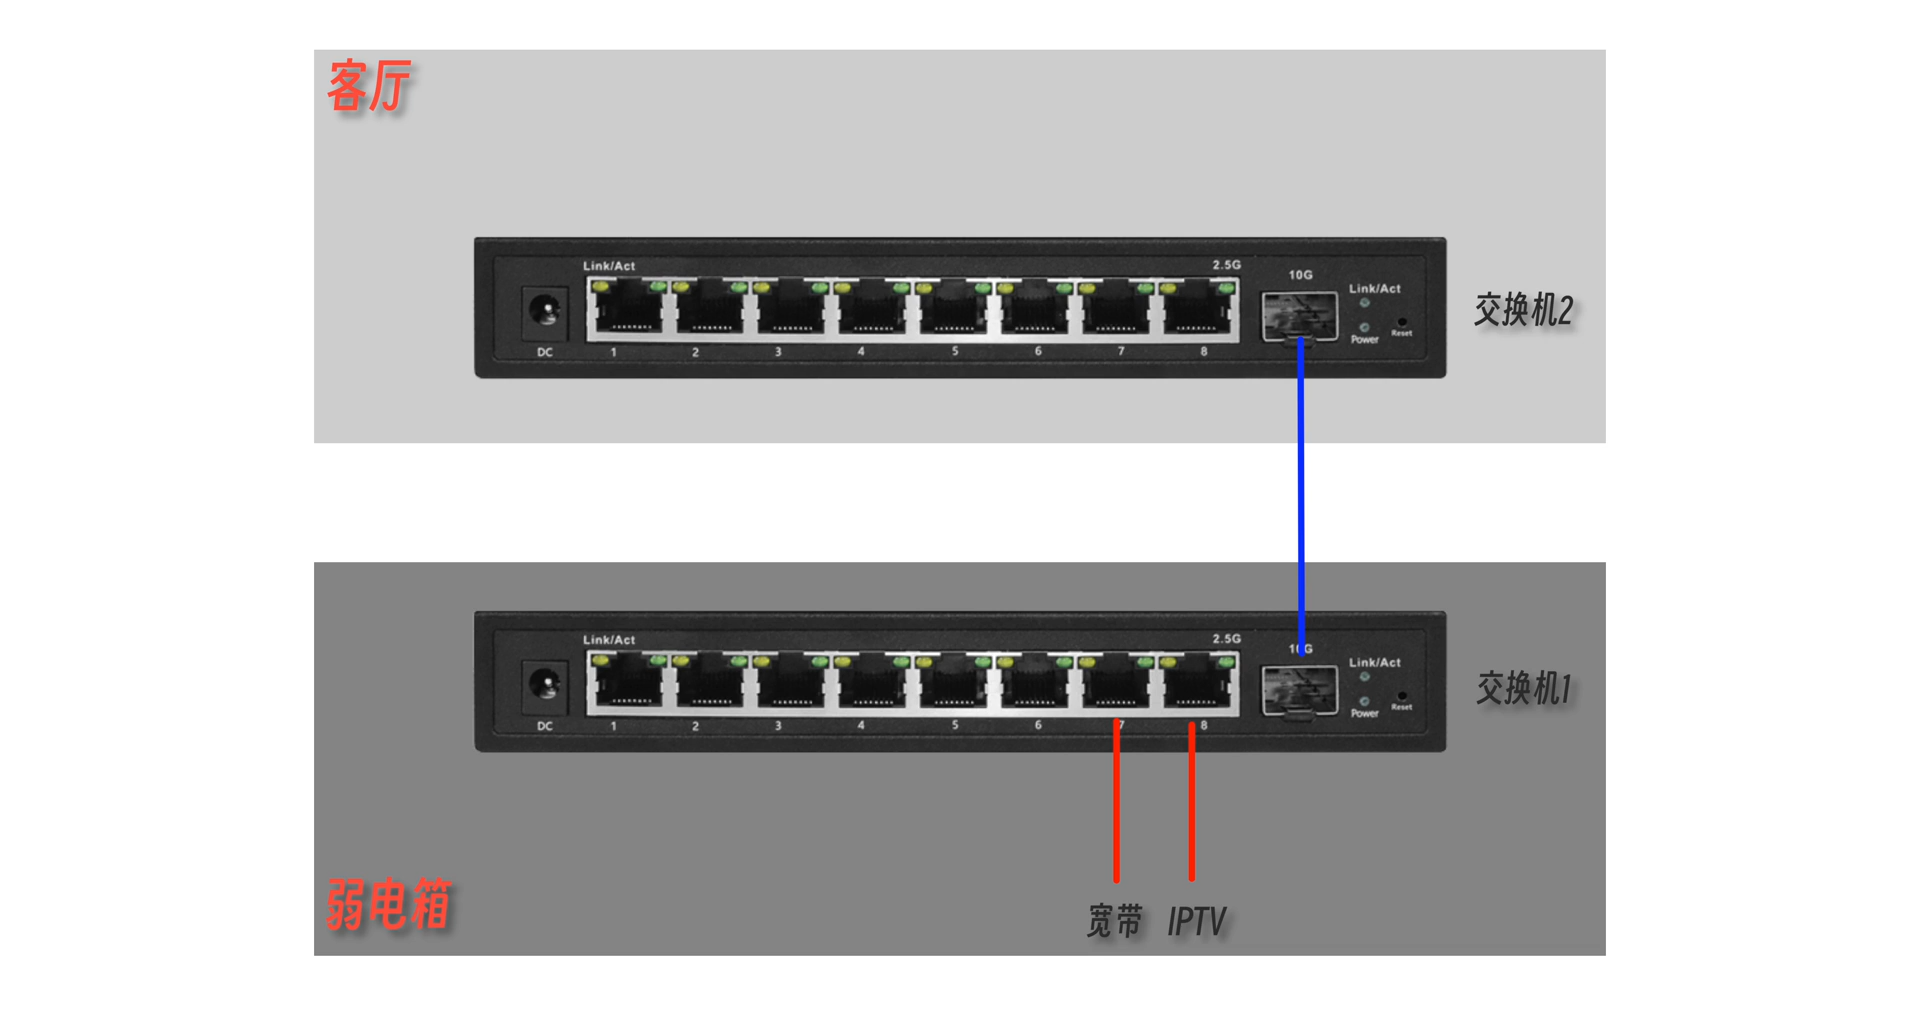 客厅
Link/Act
2.5G
10G
Link/Act
DC
1 2 3 4 5 6 7 8
Power
Reset
交换机2
Link/Act
2.5G
10G
Link/Act
DC
1 2 3 4 5 6 7 8
Power
Reset
交换机1
弱电箱
宽带 IPTV